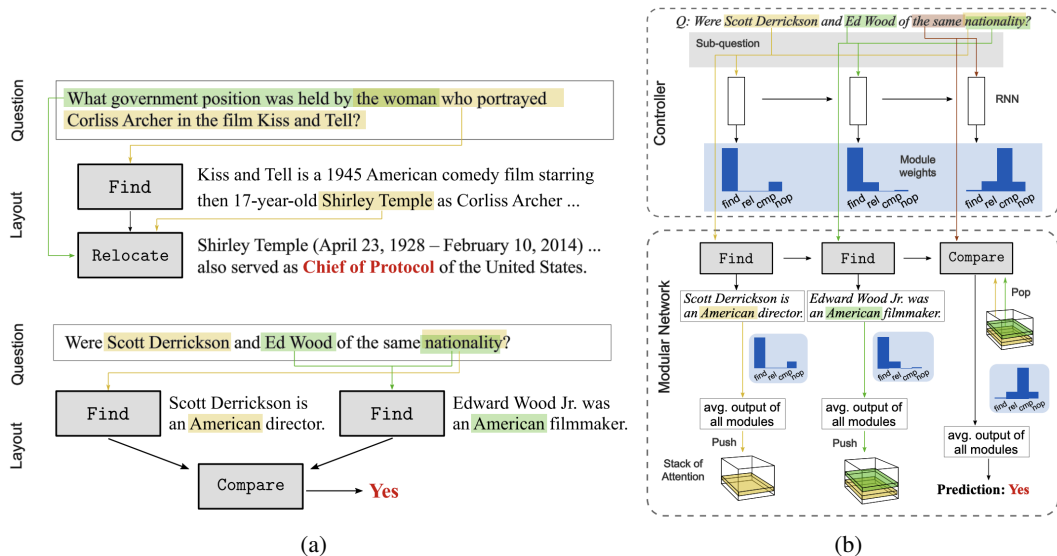 Question
What government position was held by the woman who portrayed
Corliss Archer in the film Kiss and Tell?
Layout
Find
Kiss and Tell is a 1945 American comedy film starring
then 17-year-old Shirley Temple as Corliss Archer ...
Relocate
Shirley Temple (April 23, 1928 – February 10, 2014) ...
also served as Chief of Protocol of the United States.
Question
Were Scott Derrickson and Ed Wood of the same nationality?
Layout
Find
Scott Derrickson is
an American director.
Find
Edward Wood Jr. was
an American filmmaker.
Compare
Yes
(a)
Q: Were Scott Derrickson and Ed Wood of the same nationality?
Sub-question
Controller
RNN
Module
weights
find rel cmp nop
find rel cmp nop
find rel cmp nop
Modular Network
Find
Find
Compare
Scott Derrickson is
an American director.
Edward Wood Jr. was
an American filmmaker.
Pop
find rel cmp nop
find rel cmp nop
find rel cmp nop
avg. output of
all modules
avg. output of
all modules
avg. output of
all modules
Push
Push
Stack of
Attention
Prediction: Yes
(b)